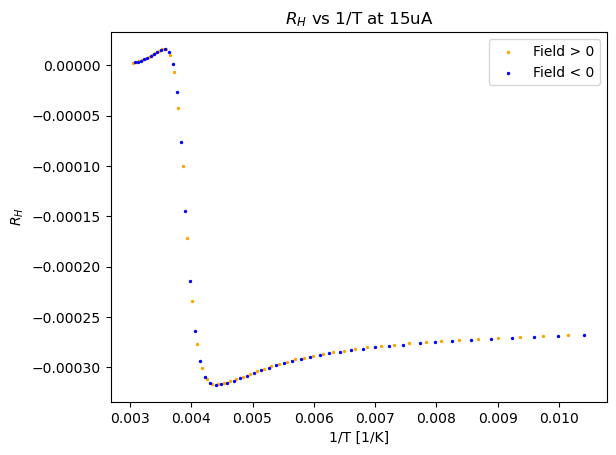 R_H vs 1/T at 15uA
Field > 0
Field < 0
0.00000
−0.00005
−0.00010
−0.00015
−0.00020
−0.00025
−0.00030
R_H
0.003 0.004 0.005 0.006 0.007 0.008 0.009 0.010
1/T [1/K]